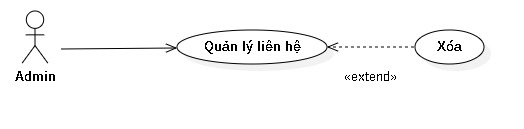 Quản lý liên hệ
Xóa
Admin
«extend»